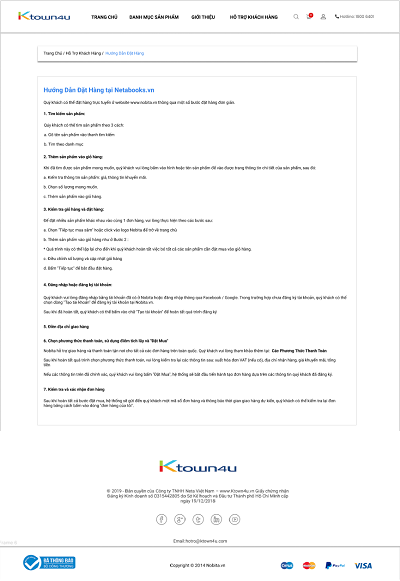 Ktown4u
TRANG CHỦ DANH MỤC SẢN PHẨM GIỚI THIỆU HỖ TRỢ KHÁCH HÀNG
Hotline: 1800 6401
Trang Chủ / Hỗ Trợ Khách Hàng / Hướng Dẫn Đặt Hàng
Hướng Dẫn Đặt Hàng tại Netabooks.vn
Quý khách có thể đặt hàng trực tuyến ở website www.nobita.vn thông qua một số bước đặt hàng đơn giản.
1. Tìm kiếm sản phẩm:
Quý khách có thể tìm sản phẩm theo 2 cách:
a. Gõ tên sản phẩm vào thanh tìm kiếm
b. Tìm theo danh mục
2. Thêm sản phẩm vào giỏ hàng:
Khi đã tìm được sản phẩm mong muốn, quý khách vui lòng bấm vào hình hoặc tên sản phẩm để vào được trang thông tin chi tiết của sản phẩm, sau đó:
a. Kiểm tra thông tin sản phẩm: giá, thông tin khuyến mãi.
b. Chọn số lượng mong muốn.
c. Thêm sản phẩm vào giỏ hàng.
3. Kiểm tra giỏ hàng và đặt hàng:
Để đặt nhiều sản phẩm khác nhau vào cùng 1 đơn hàng, vui lòng thực hiện theo các bước sau:
a. Chọn "Tiếp tục mua sắm" hoặc click vào logo Nobita để trở về trang chủ
b. Thêm sản phẩm vào giỏ hàng như ở Bước 2
* Quá trình này có thể lặp lại cho đến khi quý khách hoàn tất việc bỏ tất cả các sản phẩm cần đặt mua vào giỏ hàng.
c. Điều chỉnh số lượng và cập nhật giỏ hàng
d. Bấm "Tiếp tục" để bắt đầu đặt hàng.
4. Đăng nhập hoặc đăng ký tài khoản
Quý khách vui lòng đăng nhập bằng tài khoản đã có ở Nobita hoặc đăng nhập thông qua Facebook / Google. Trong trường hợp chưa đăng ký tài khoản, quý khách có thể
chọn dòng "Tạo tài khoản" để đăng ký tài khoản tại Nobita.vn.
Sau khi đã hoàn tất, quý khách có thể bấm vào chữ "Tạo tài khoản" để hoàn tất quá trình đăng ký
5. Điền địa chỉ giao hàng
6. Chọn phương thức thanh toán, sử dụng điểm tích lũy và "Đặt Mua"
Nobita hỗ trợ giao hàng và thanh toán tận nơi cho tất cả các đơn hàng trên toàn quốc. Quý khách vui lòng tham khảo thêm tại: Các Phương Thức Thanh Toán
Sau khi hoàn tất quá trình chọn phương thức thanh toán, vui lòng kiểm tra lại các thông tin sau: xuất hóa đơn VAT (nếu có), địa chỉ nhận hàng, giá khuyến mãi, tổng
tiền
Nếu các thông tin trên đã chính xác, quý khách vui lòng bấm "Đặt Mua", hệ thống sẽ bắt đầu tiến hành tạo đơn hàng dựa trên các thông tin quý khách đã đăng ký.
7. Kiểm tra và xác nhận đơn hàng
Sau khi hoàn tất cả bước đặt mua, hệ thống sẽ gửi đến quý khách một mã số đơn hàng và thông báo thời gian giao hàng dự kiến, quý khách có thể kiểm tra lại đơn
hàng bằng cách bấm vào dòng "đơn hàng của tôi".
Ktown4u
© 2019 - Bản quyền của Công ty TNHH Neta Việt Nam – www.Ktown4u.vn Giấy chứng nhận
Đăng ký Kinh doanh số 0315442805 do Sở Kế hoạch và Đầu tư Thành phố Hồ Chí Minh cấp
ngày 19/12/2018
Email:hotro@ktown4u.com
ĐÃ THÔNG BÁO
BỘ CÔNG THƯƠNG
Copyright © 2014 Nobita.vn
PayPal
VISA